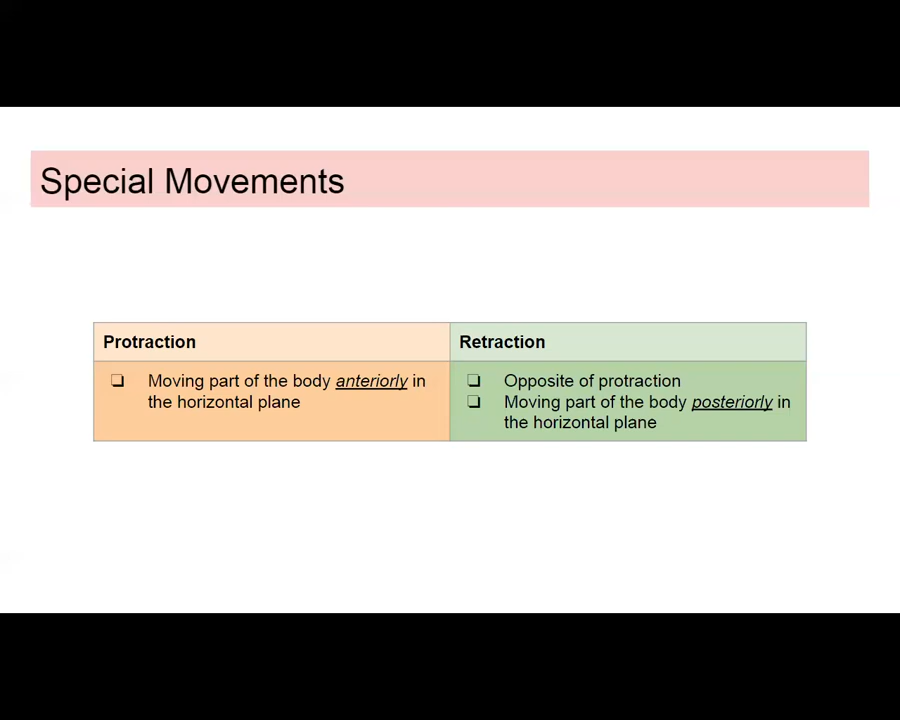 Special Movements
Protraction
❏ Moving part of the body anteriorly in
the horizontal plane
Retraction
❏ Opposite of protraction
❏ Moving part of the body posteriorly in
the horizontal plane